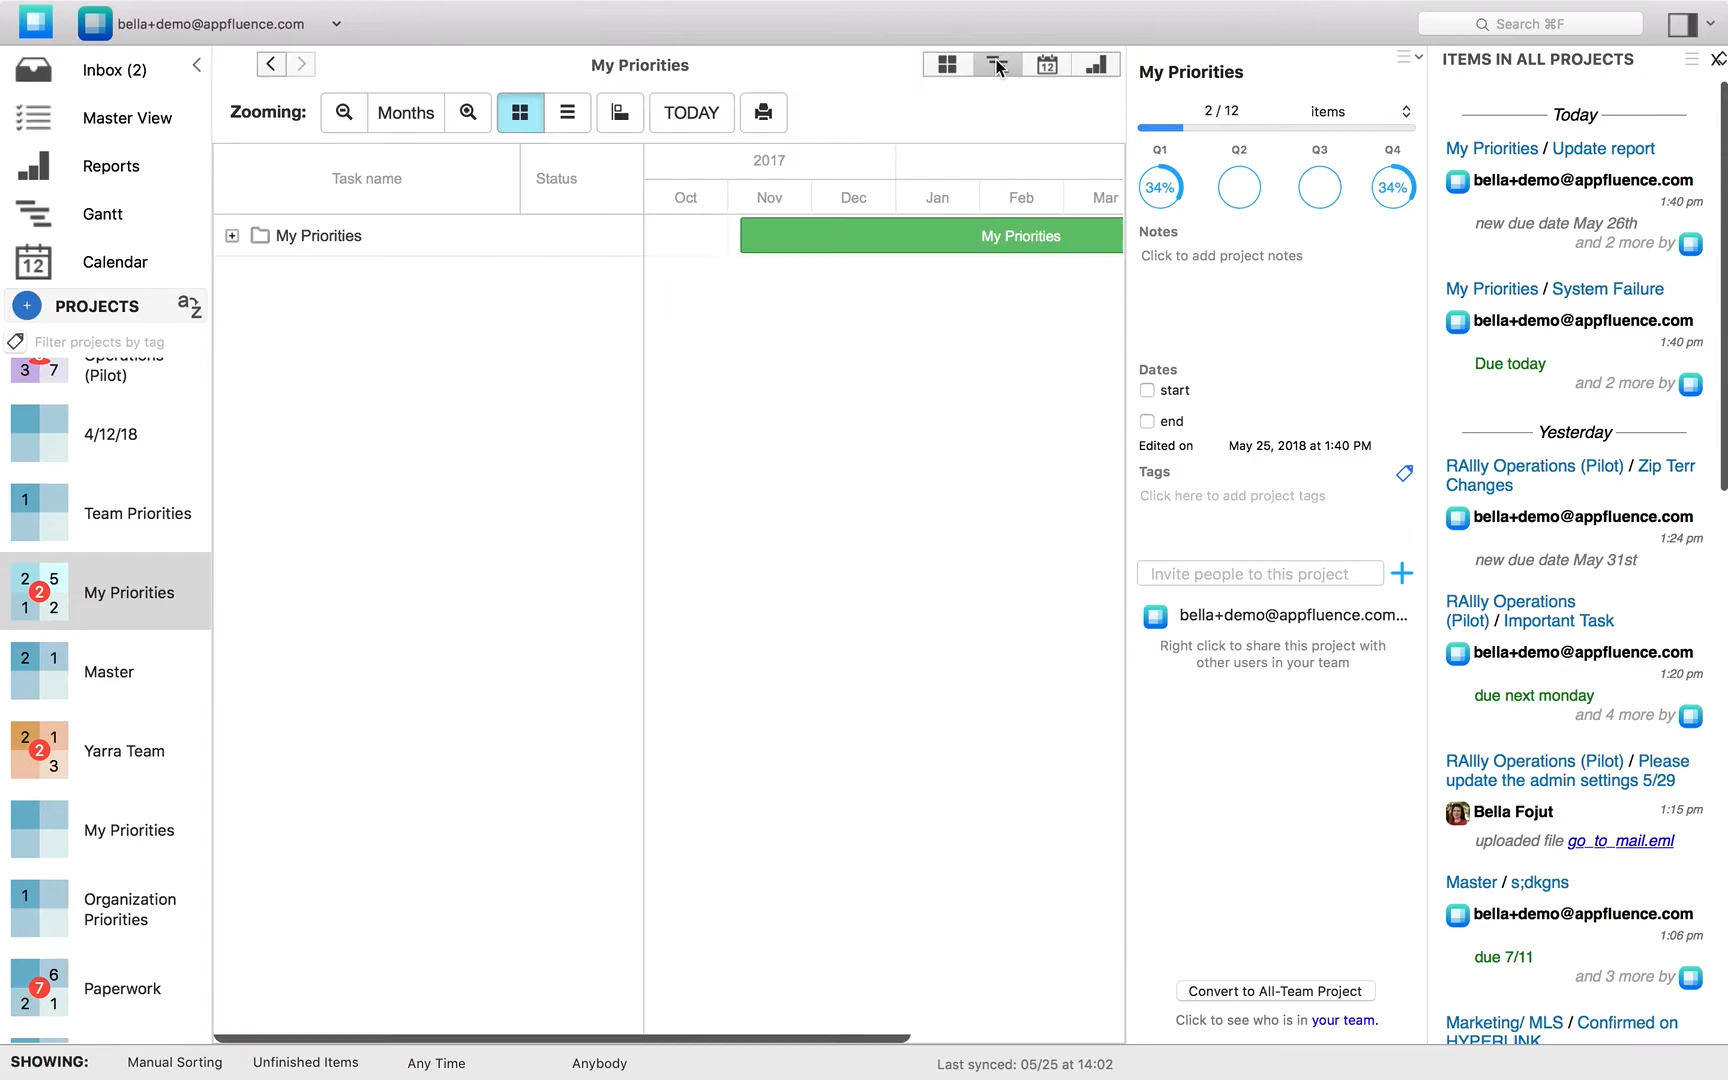 bella+demo@appfluence.com
Search ⌘F
Inbox (2)
Master View
Reports
Gantt
12
Calendar
+ PROJECTS
Filter projects by tag
3 7
Operations
(Pilot)
4/12/18
1
Team Priorities
2 5
2
1 2
My Priorities
2 1
Master
2 1
2
3
Yarra Team
My Priorities
1
Organization
Priorities
6
7
2 1
Paperwork
My Priorities
12
Zooming:
Months
TODAY
Task name
Status
2017
Oct
Nov
Dec
Jan
Feb
Mar
My Priorities
My Priorities
My Priorities
2 / 12
items
Q1
Q2
Q3
Q4
34%
34%
Notes
Click to add project notes
Dates
start
end
Edited on May 25, 2018 at 1:40 PM
Tags
Click here to add project tags
Invite people to this project
bella+demo@appfluence.com...
Right click to share this project with
other users in your team
Convert to All-Team Project
Click to see who is in your team.
ITEMS IN ALL PROJECTS
Today
My Priorities / Update report
bella+demo@appfluence.com
1:40 pm
new due date May 26th
and 2 more by
My Priorities / System Failure
bella+demo@appfluence.com
1:40 pm
Due today
and 2 more by
Yesterday
RAllly Operations (Pilot) / Zip Terr
Changes
bella+demo@appfluence.com
1:24 pm
new due date May 31st
RAllly Operations
(Pilot) / Important Task
bella+demo@appfluence.com
1:20 pm
due next monday
and 4 more by
RAllly Operations (Pilot) / Please
update the admin settings 5/29
Bella Fojut
1:15 pm
uploaded file go_to_mail.eml
Master / s;dkgns
bella+demo@appfluence.com
1:06 pm
due 7/11
and 3 more by
Marketing/ MLS / Confirmed on
HYPERLINK
SHOWING:
Manual Sorting
Unfinished Items
Any Time
Anybody
Last synced: 05/25 at 14:02